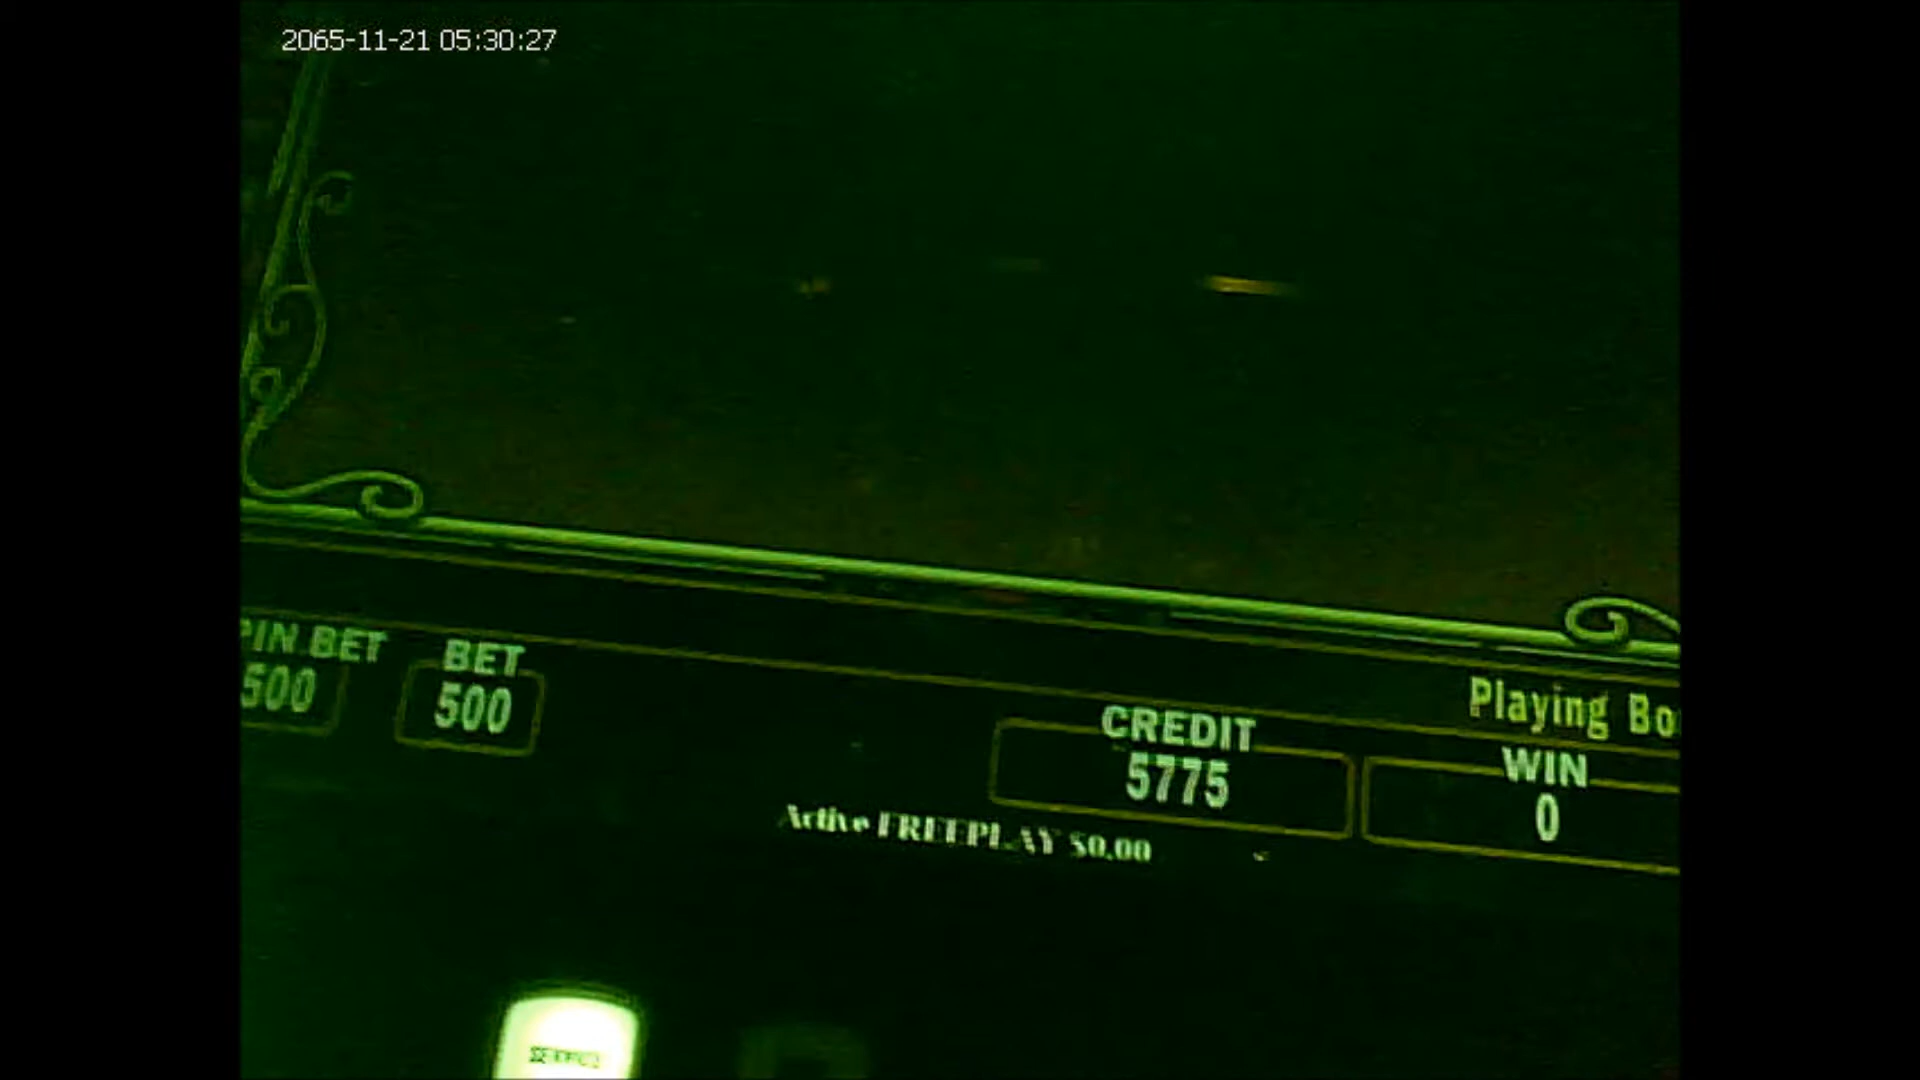 2065-11-21 05:30:27
PIN BET
500
BET
500
CREDIT
5775
Playing Bo
WIN
0
Active FREEPLAY $0.00
SERVICE